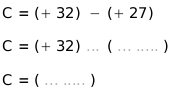 C = (+ 32) − (+ 27)
C = (+ 32) ... ( ... ..... )
C = ( ... ..... )